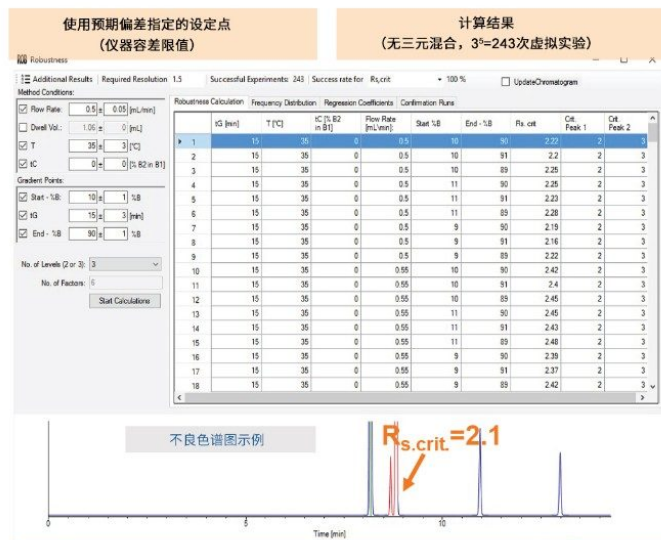 使用预期偏差指定的设定点
（仪器容差限值）
计算结果
（无三元混合，3⁵=243次虚拟实验）
Robustness
Additional Results Required Resolution 1.5 Successful Experiments: 243 Success rate for Rs,crit 100 % UpdateChromatogram
Method Conditions:
Flow Rate: 0.5 ± 0.05 [mL/min]
Dwell Vol.: 1.06 ± 0 [mL]
T 35 ± 3 [°C]
tC 0 ± 0 [% B2 in B1]
Gradient Points:
Start - %B: 10 ± 1 %B
tG 15 ± 3 [min]
End - %B 90 ± 1 %B
No. of Levels (2 or 3): 3
No. of Factors: 6
Start Calculations
Robustness Calculation Frequency Distribution Regression Coefficients Confirmation Runs
tG [min] T [°C] tC [% B2 in B1] Flow Rate [mL/min]: Start %B End - %B Rs. crit Crit. Peak 1 Crit. Peak 2
1 15 35 0 0.5 10 90 2.22 2 3
2 15 35 0 0.5 10 91 2.2 2 3
3 15 35 0 0.5 10 89 2.25 2 3
4 15 35 0 0.5 11 90 2.25 2 3
5 15 35 0 0.5 11 91 2.23 2 3
6 15 35 0 0.5 11 89 2.28 2 3
7 15 35 0 0.5 9 90 2.19 2 3
8 15 35 0 0.5 9 91 2.16 2 3
9 15 35 0 0.5 9 89 2.22 2 3
10 15 35 0 0.55 10 90 2.42 2 3
11 15 35 0 0.55 10 91 2.4 2 3
12 15 35 0 0.55 10 89 2.45 2 3
13 15 35 0 0.55 11 90 2.45 2 3
14 15 35 0 0.55 11 91 2.43 2 3
15 15 35 0 0.55 11 89 2.48 2 3
16 15 35 0 0.55 9 90 2.39 2 3
17 15 35 0 0.55 9 91 2.37 2 3
18 15 35 0 0.55 9 89 2.42 2 3
不良色谱图示例
Rs.crit.=2.1
0 5 10
Time [min]